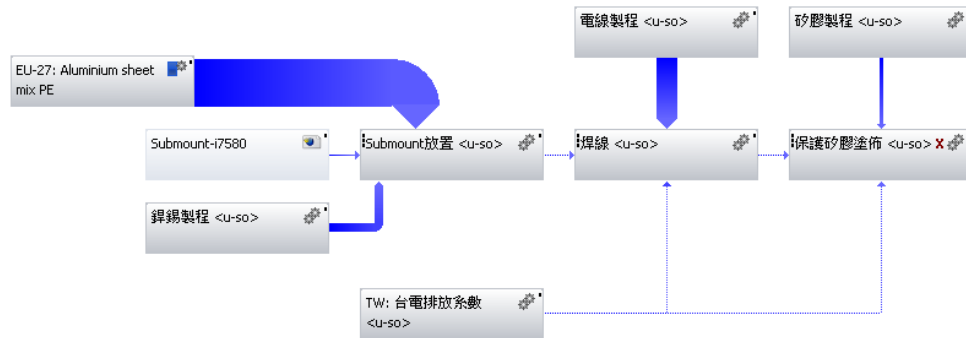 電線製程 <u-so>
矽膠製程 <u-so>
EU-27: Aluminium sheet
mix PE
Submount-i7580
Submount放置 <u-so>
焊線 <u-so>
保護矽膠塗佈 <u-so> X
銲錫製程 <u-so>
TW: 台電排放系數
<u-so>